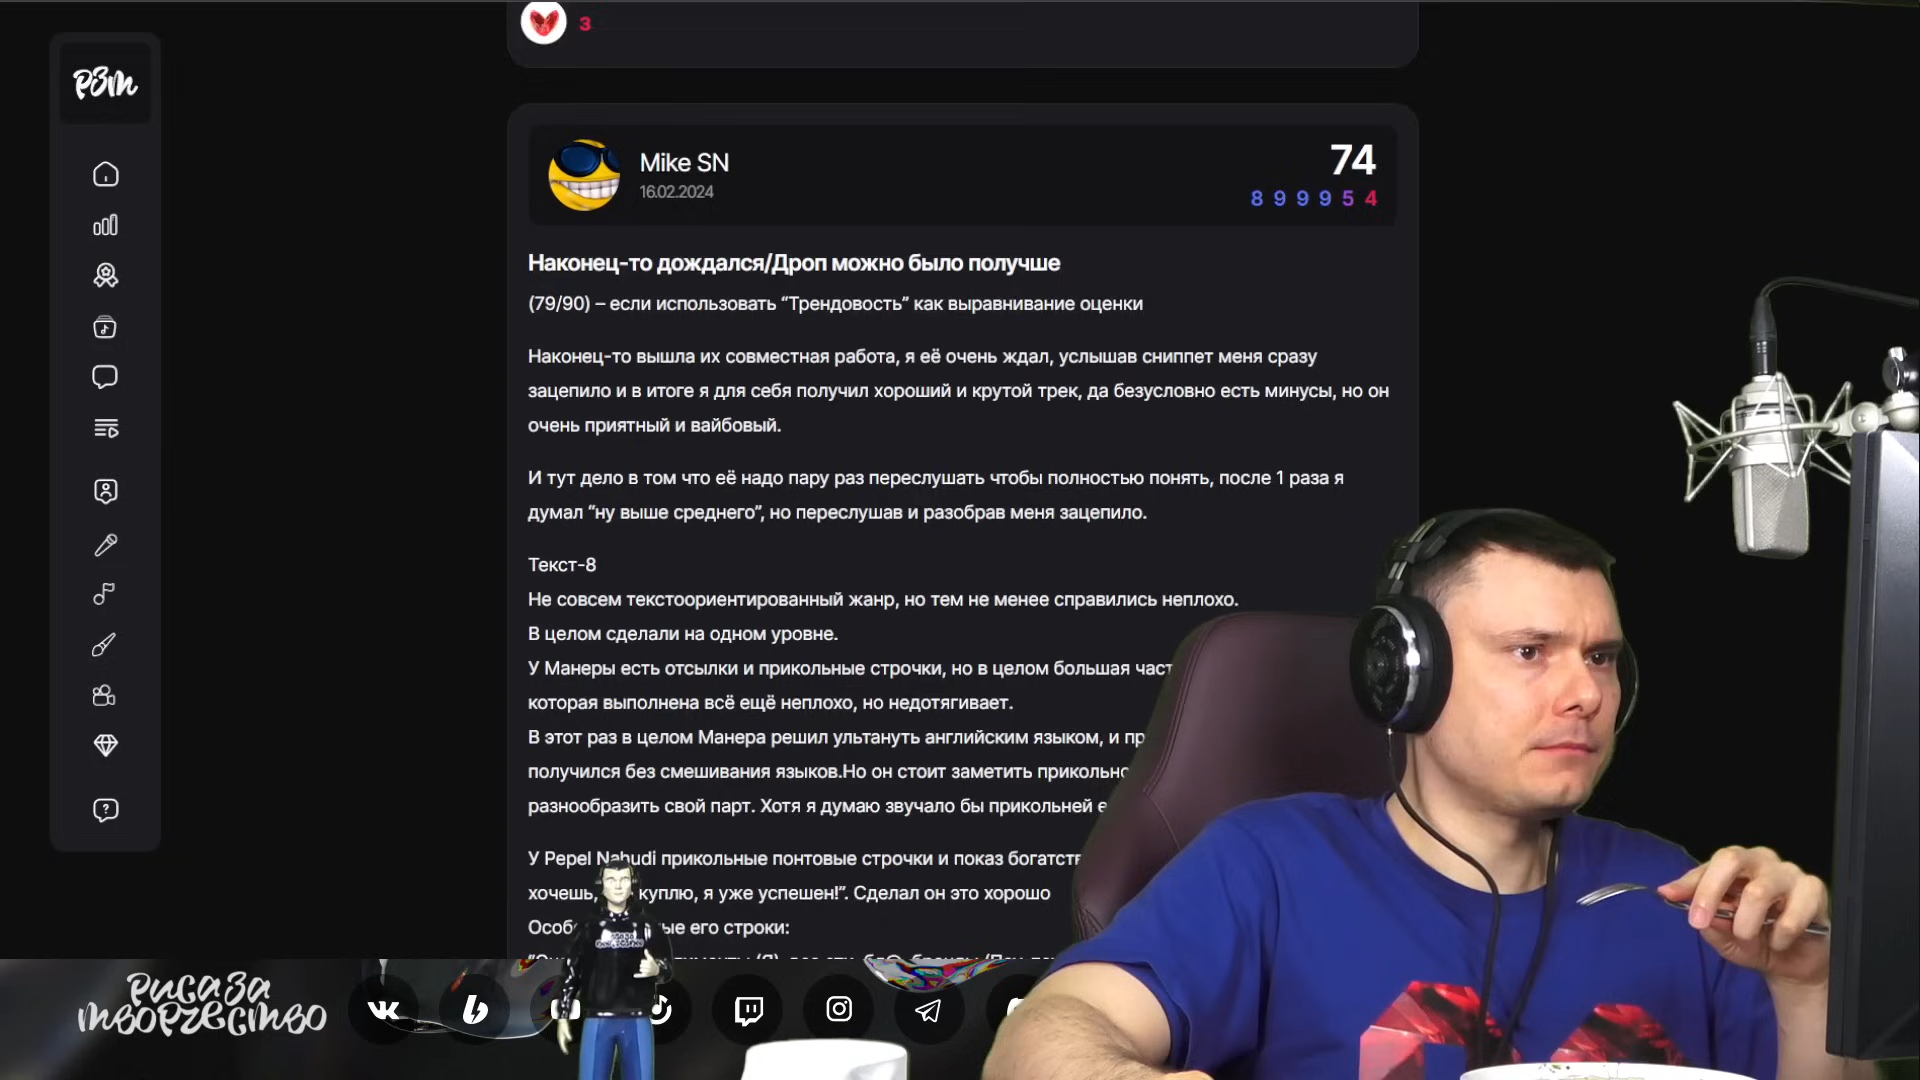 3
РЗТ
Mike SN
16.02.2024
74
8 9 9 9 5 4
Наконец-то дождался/Дроп можно было получше
(79/90) – если использовать “Трендовость” как выравнивание оценки
Наконец-то вышла их совместная работа, я её очень ждал, услышав сниппет меня сразу
зацепило и в итоге я для себя получил хороший и крутой трек, да безусловно есть минусы, но он
очень приятный и вайбовый.
И тут дело в том что её надо пару раз переслушать чтобы полностью понять, после 1 раза я
думал “ну выше среднего”, но переслушав и разобрав меня зацепило.
Текст-8
Не совсем текстоориентированный жанр, но тем не менее справились неплохо.
В целом сделали на одном уровне.
У Манеры есть отсылки и прикольные строчки, но в целом большая
которая выполнена всё ещё неплохо, но недотягивает.
В этот раз в целом Манера решил ультануть английским языком, и
получился без смешивания языков.Но он стоит заметить
разнообразить свой парт. Хотя я думаю звучало бы прикольней
У Pepel Nahudi прикольные понтовые строчки и показ
хочешь, куплю, я уже успешен!”. Сделал он это хорошо
его строки:
риса за
творчество